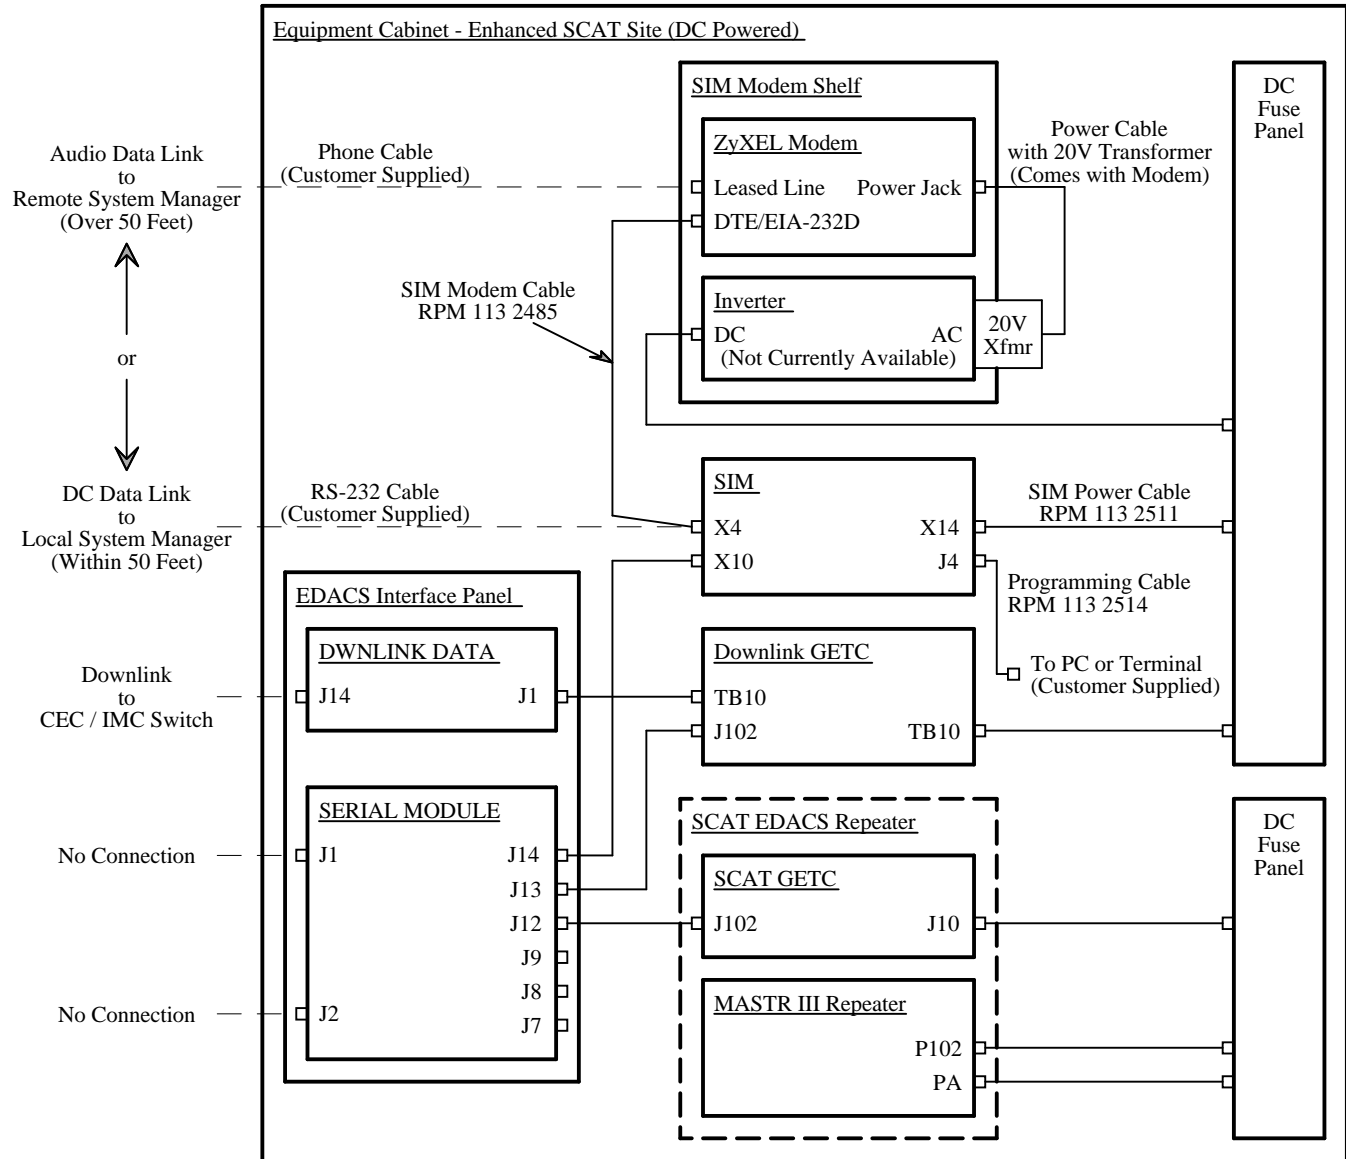 Equipment Cabinet - Enhanced SCAT Site (DC Powered)
SIM Modem Shelf
DC
Fuse
Panel
ZyXEL Modem
Leased Line
Power Jack
DTE/EIA-232D
Power Cable
with 20V Transformer
(Comes with Modem)
Audio Data Link
to
Remote System Manager
(Over 50 Feet)
Phone Cable
(Customer Supplied)
SIM Modem Cable
RPM 113 2485
Inverter
DC
AC
(Not Currently Available)
20V
Xfmr
or
DC Data Link
to
Local System Manager
(Within 50 Feet)
RS-232 Cable
(Customer Supplied)
SIM
X4
X14
X10
J4
SIM Power Cable
RPM 113 2511
Programming Cable
RPM 113 2514
To PC or Terminal
(Customer Supplied)
EDACS Interface Panel
DWNLINK DATA
J14
J1
Downlink
to
CEC / IMC Switch
Downlink GETC
TB10
J102
TB10
SERIAL MODULE
J1
J14
J13
J12
J9
J8
J2
J7
No Connection
No Connection
SCAT EDACS Repeater
SCAT GETC
J102
J10
MASTR III Repeater
P102
PA
DC
Fuse
Panel